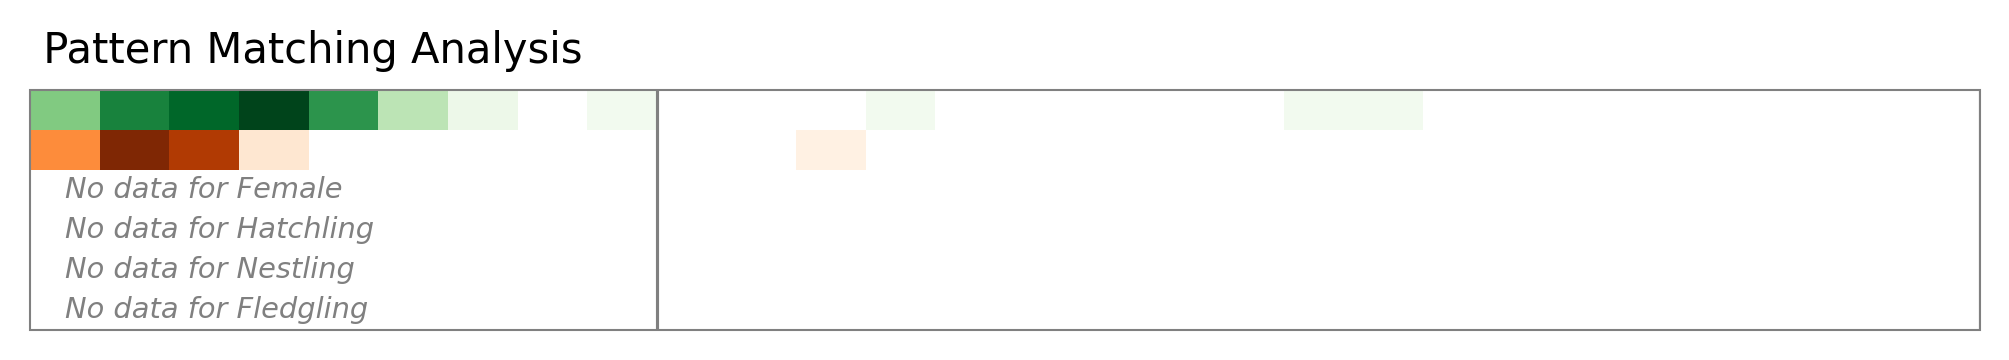 Pattern Matching Analysis
No data for Female
No data for Hatchling
No data for Nestling
No data for Fledgling